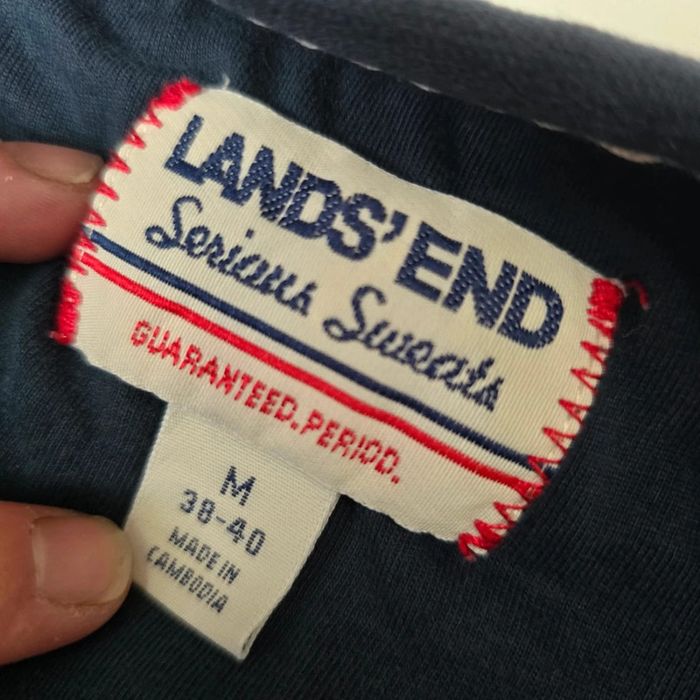 LANDS' END
Serious Sweats
GUARANTEED. PERIOD.
M
38-40
MADE IN
CAMBODIA